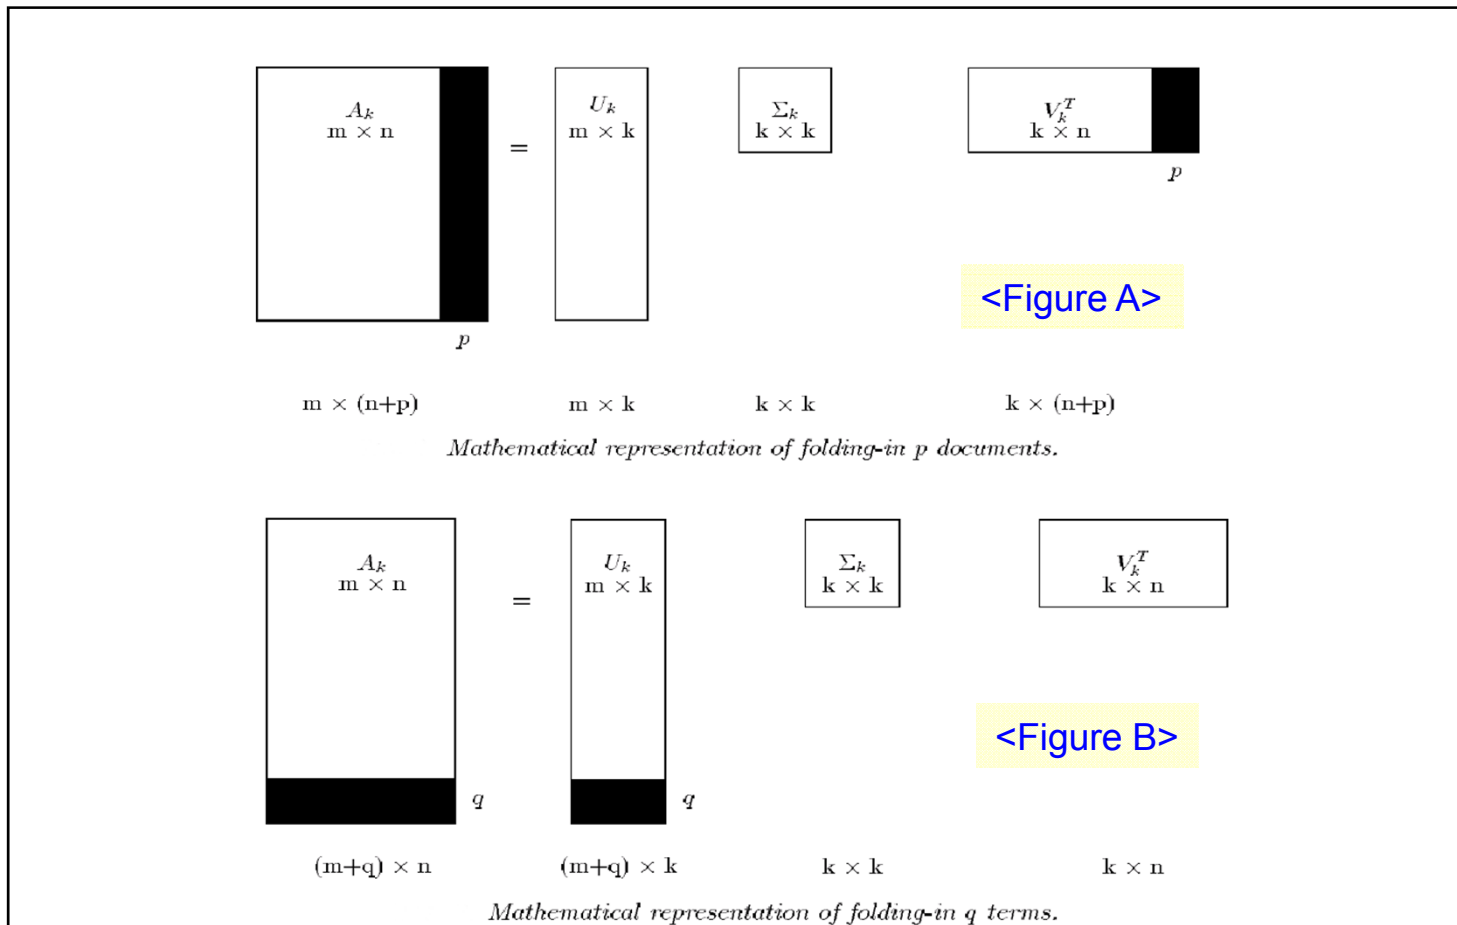 A_k U_k Σ_k V_k^T
m × n m × k k × k k × n
=
p
<Figure A>
p
m × (n+p) m × k k × k k × (n+p)
Mathematical representation of folding-in p documents.
A_k U_k Σ_k V_k^T
m × n m × k k × k k × n
=
<Figure B>
q q
(m+q) × n (m+q) × k k × k k × n
Mathematical representation of folding-in q terms.